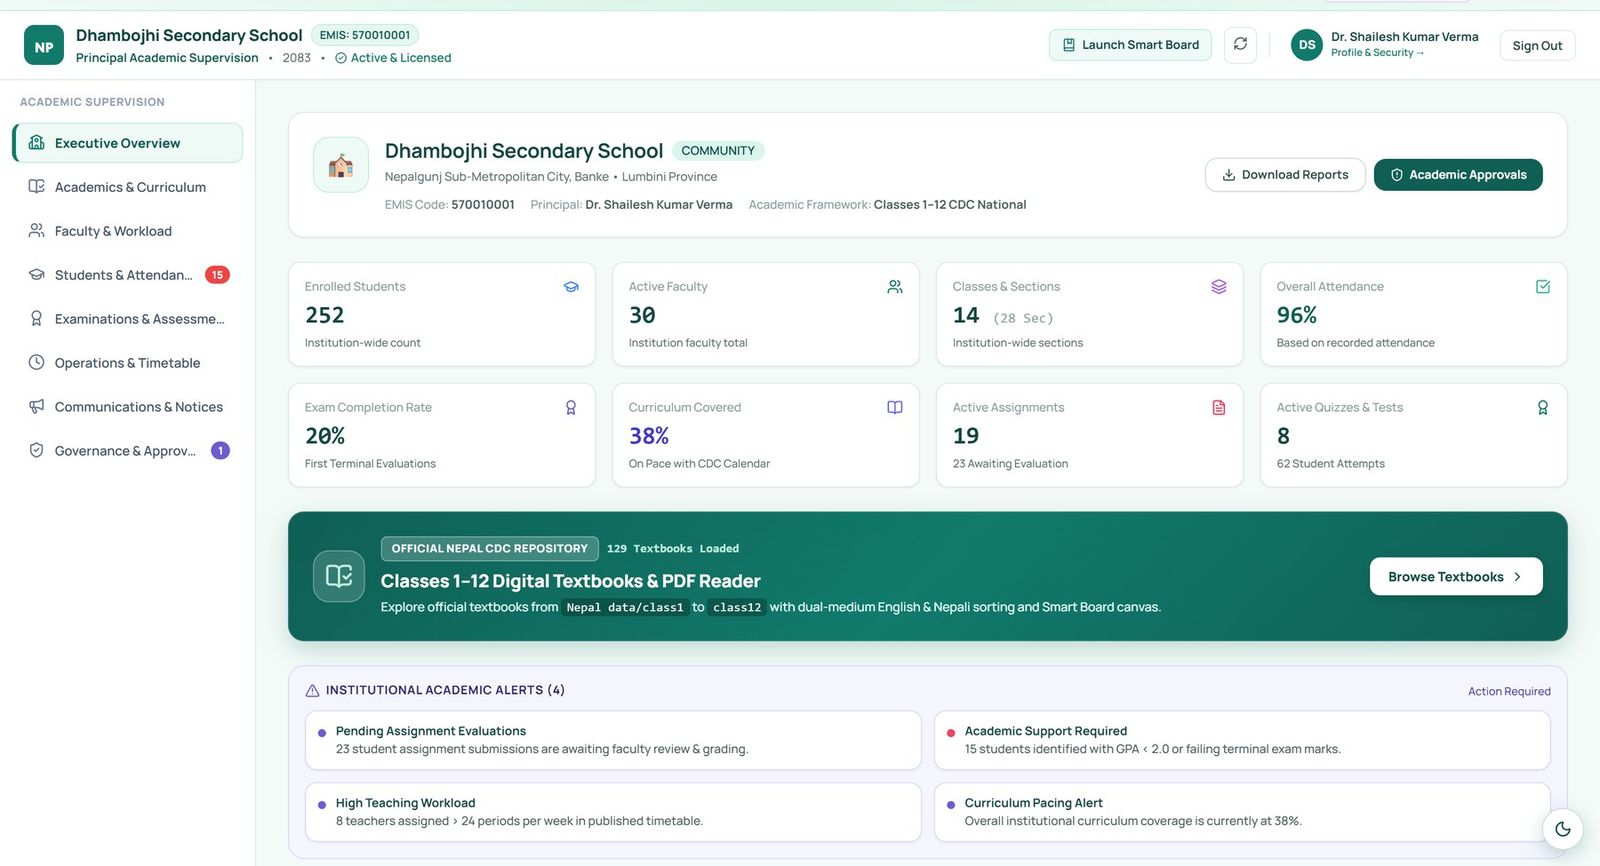 NP
Dhambojhi Secondary School
EMIS: 570010001
Principal Academic Supervision • 2083 • Active & Licensed
Launch Smart Board
DS
Dr. Shailesh Kumar Verma
Profile & Security →
Sign Out
ACADEMIC SUPERVISION
Executive Overview
Academics & Curriculum
Faculty & Workload
Students & Attendan... 15
Examinations & Assessme...
Operations & Timetable
Communications & Notices
Governance & Approv... 1
Dhambojhi Secondary School COMMUNITY
Nepalgunj Sub-Metropolitan City, Banke • Lumbini Province
EMIS Code: 570010001 Principal: Dr. Shailesh Kumar Verma Academic Framework: Classes 1–12 CDC National
Download Reports
Academic Approvals
Enrolled Students
252
Institution-wide count
Active Faculty
30
Institution faculty total
Classes & Sections
14 (28 Sec)
Institution-wide sections
Overall Attendance
96%
Based on recorded attendance
Exam Completion Rate
20%
First Terminal Evaluations
Curriculum Covered
38%
On Pace with CDC Calendar
Active Assignments
19
23 Awaiting Evaluation
Active Quizzes & Tests
8
62 Student Attempts
OFFICIAL NEPAL CDC REPOSITORY 129 Textbooks Loaded
Classes 1–12 Digital Textbooks & PDF Reader
Explore official textbooks from Nepal data/class1 to class12 with dual-medium English & Nepali sorting and Smart Board canvas.
Browse Textbooks
INSTITUTIONAL ACADEMIC ALERTS (4)
Action Required
Pending Assignment Evaluations
23 student assignment submissions are awaiting faculty review & grading.
Academic Support Required
15 students identified with GPA < 2.0 or failing terminal exam marks.
High Teaching Workload
8 teachers assigned > 24 periods per week in published timetable.
Curriculum Pacing Alert
Overall institutional curriculum coverage is currently at 38%.